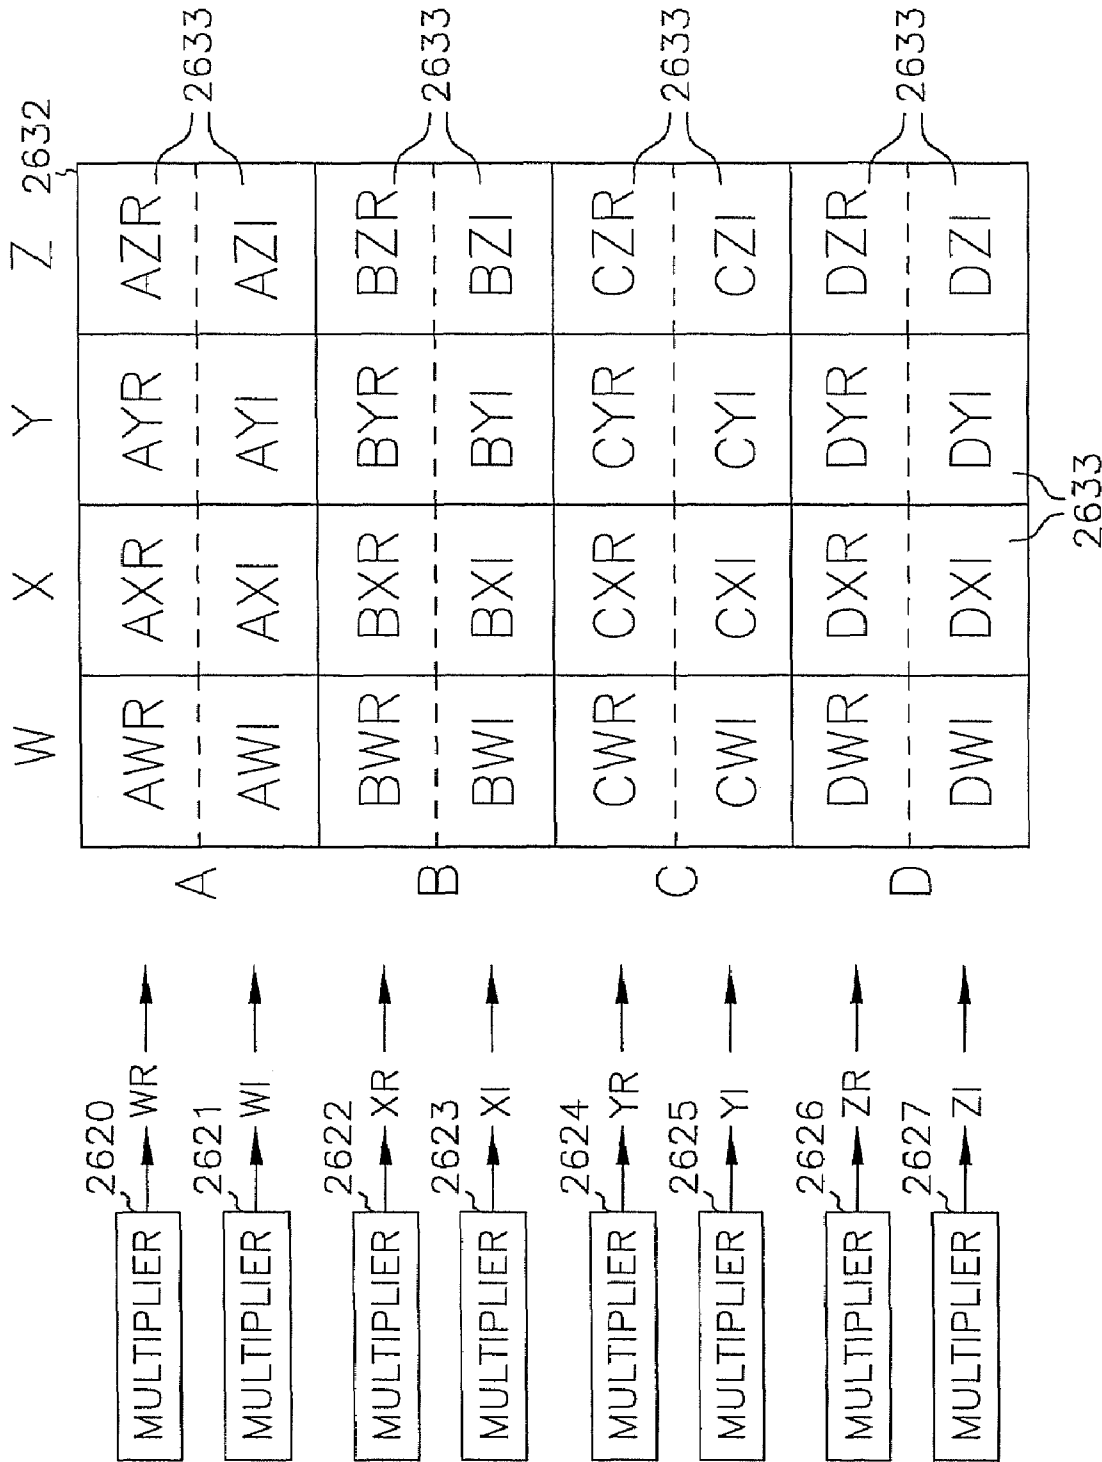 2632
W X Y Z
A
AWR AXR AYR AZR
AWI AXI AYI AZI
2633
B
BWR BXR BYR BZR
BWI BXI BYI BZI
2633
C
CWR CXR CYR CZR
CWI CXI CYI CZI
2633
D
DWR DXR DYR DZR
DWI DXI DYI DZI
2633
2633
MULTIPLIER 2620 WR
MULTIPLIER 2621 WI
MULTIPLIER 2622 XR
MULTIPLIER 2623 XI
MULTIPLIER 2624 YR
MULTIPLIER 2625 YI
MULTIPLIER 2626 ZR
MULTIPLIER 2627 ZI